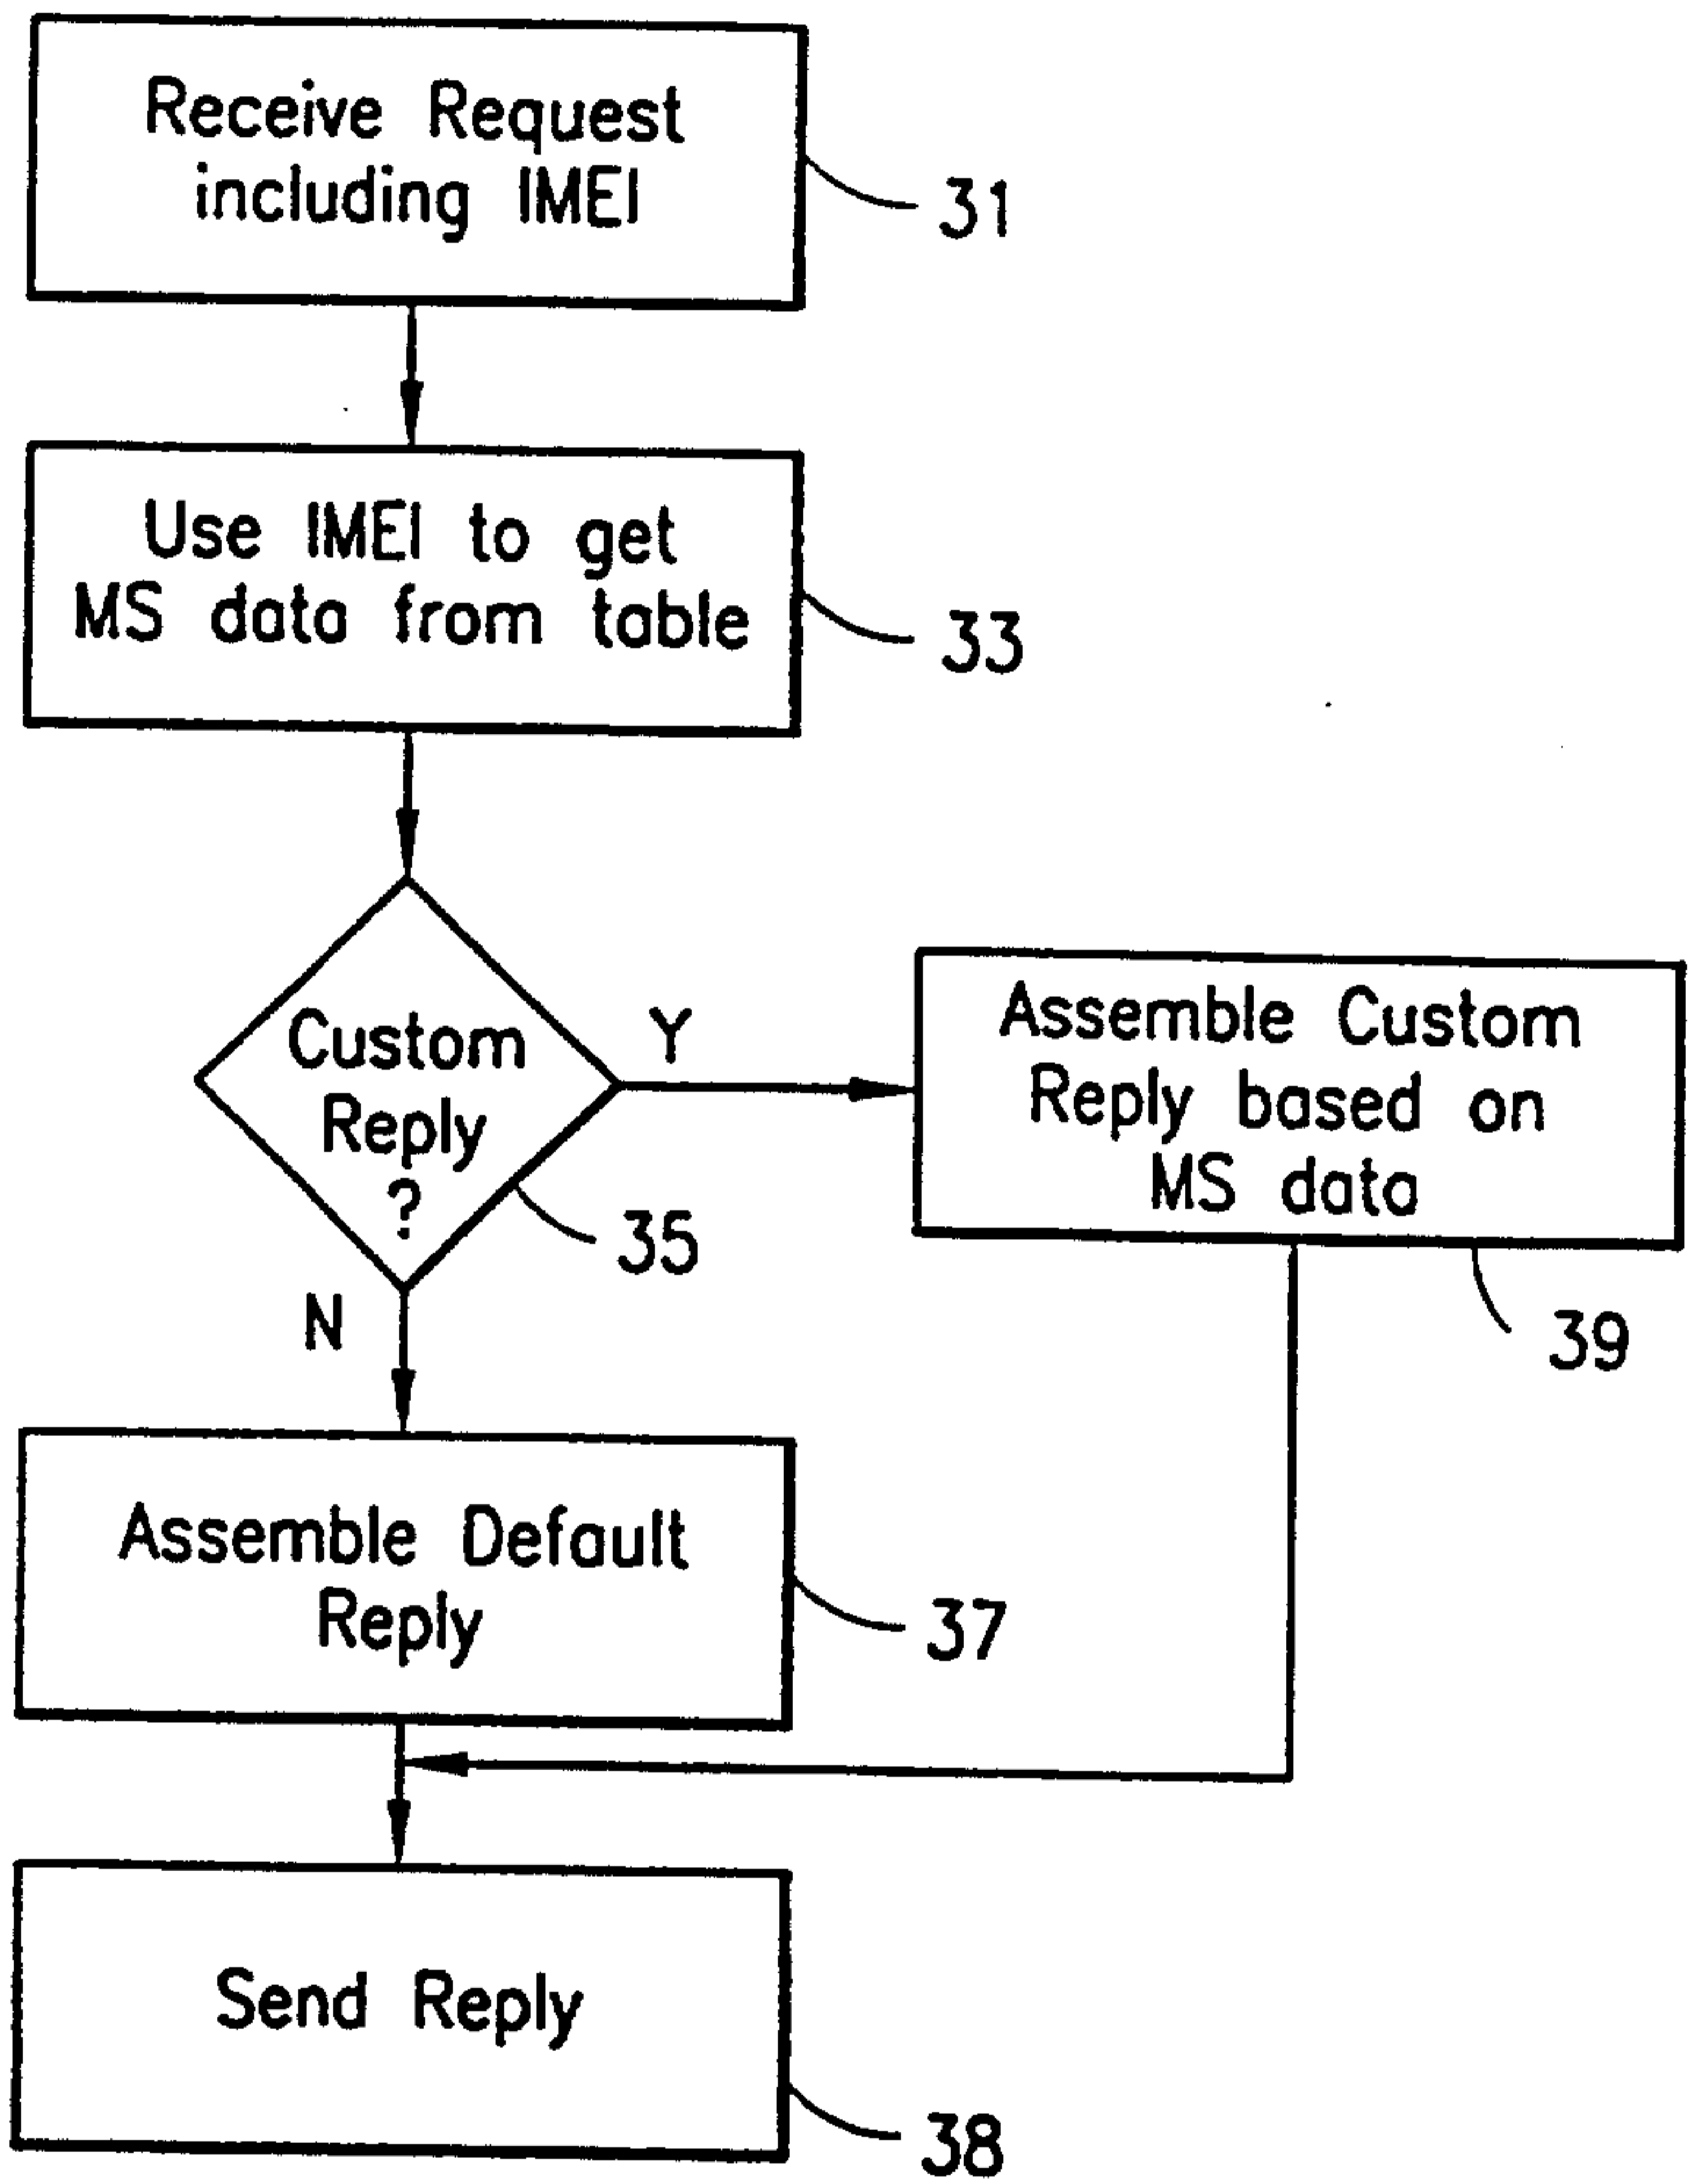 Receive Request
including IMEI
31
Use IMEI to get
MS data from table
33
Custom
Reply
?
35
Y
N
Assemble Custom
Reply based on
MS data
39
Assemble Default
Reply
37
Send Reply
38